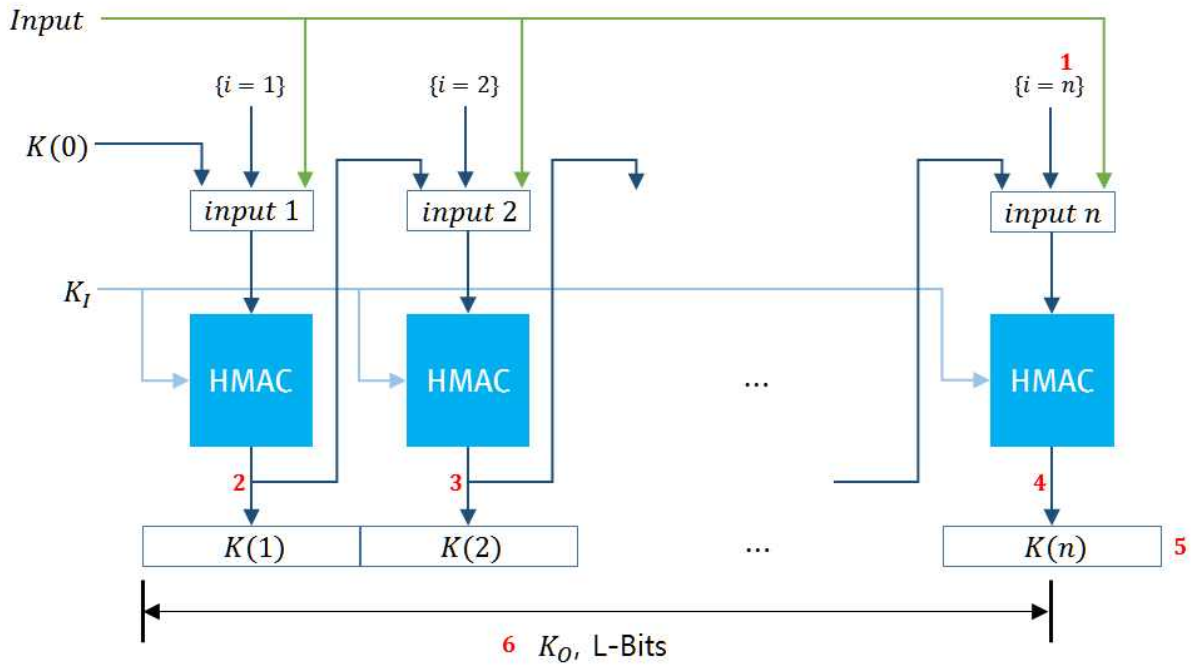 Input
1
{i = 1} {i = 2} {i = n}
K(0)
input 1 input 2 input n
K_I
HMAC HMAC ... HMAC
2 3 4
K(1) K(2) ... K(n) 5
6 K_O, L-Bits